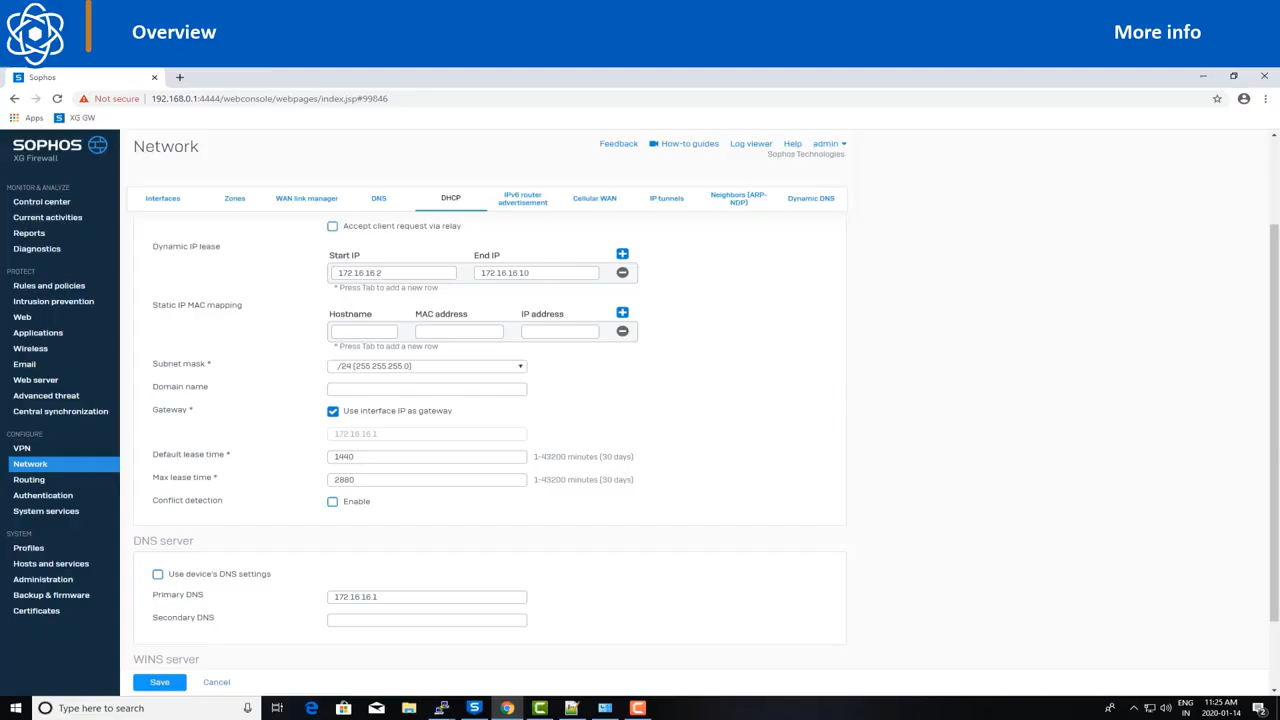 Overview
More info
S Sophos
Not secure
192.168.0.1:4444/webconsole/webpages/index.jsp#99846
Apps
S XG GW
SOPHOS
XG Firewall
Network
Feedback
How-to guides
Log viewer
Help
admin
Sophos Technologies
MONITOR & ANALYZE
Control center
Current activities
Reports
Diagnostics
PROTECT
Rules and policies
Intrusion prevention
Web
Applications
Wireless
Email
Web server
Advanced threat
Central synchronization
CONFIGURE
VPN
Network
Routing
Authentication
System services
SYSTEM
Profiles
Hosts and services
Administration
Backup & firmware
Certificates
Interfaces
Zones
WAN link manager
DNS
DHCP
IPv6 router
advertisement
Cellular WAN
IP tunnels
Neighbors (ARP-
NDP)
Dynamic DNS
Accept client request via relay
Dynamic IP lease
Start IP
End IP
172.16.16.2
172.16.16.10
* Press Tab to add a new row
Static IP MAC mapping
Hostname
MAC address
IP address
* Press Tab to add a new row
Subnet mask *
/24 (255.255.255.0)
Domain name
Gateway *
Use interface IP as gateway
172.16.16.1
Default lease time *
1440
1-43200 minutes (30 days)
Max lease time *
2880
1-43200 minutes (30 days)
Conflict detection
Enable
DNS server
Use device's DNS settings
Primary DNS
172.16.16.1
Secondary DNS
WINS server
Save
Cancel
Type here to search
ENG
IN
11:25 AM
2020-01-14
2